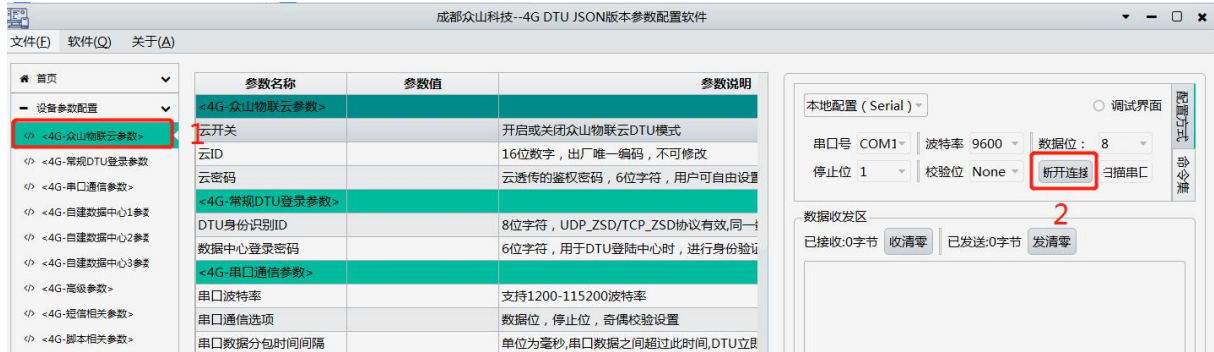 成都众山科技--4G DTU JSON版本参数配置软件
文件(F) 软件(Q) 关于(A)
首页
设备参数配置
<4G-众山物联云参数>
<4G-常规DTU登录参数
<4G-串口通信参数>
<4G-自建数据中心1参数
<4G-自建数据中心2参数
<4G-自建数据中心3参数
<4G-高级参数>
<4G-短信相关参数>
<4G-脚本相关参数>
1
参数名称 参数值 参数说明
<4G-众山物联云参数>
云开关 开启或关闭众山物联云DTU模式
云ID 16位数字，出厂唯一编码，不可修改
云密码 云透传的鉴权密码，6位字符，用户可自由设置
<4G-常规DTU登录参数>
DTU身份识别ID 8位字符，UDP_ZSD/TCP_ZSD协议有效,同一
数据中心登录密码 6位字符，用于DTU登陆中心时，进行身份验证
<4G-串口通信参数>
串口波特率 支持1200-115200波特率
串口通信选项 数据位，停止位，奇偶校验设置
串口数据分包时间间隔 单位为毫秒,串口数据之间超过此时间,DTU立即
本地配置（Serial） 调试界面
串口号 COM1 波特率 9600 数据位： 8
停止位 1 校验位 None 断开连接 扫描串口
2
配置方式
命令集
数据收发区
已接收:0字节 收清零 已发送:0字节 发清零